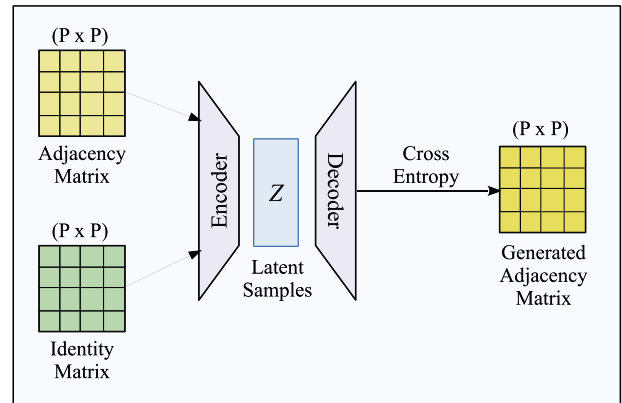 (P x P)
Adjacency
Matrix
(P x P)
Identity
Matrix
Encoder
Z
Latent
Samples
Decoder
Cross
Entropy
(P x P)
Generated
Adjacency
Matrix